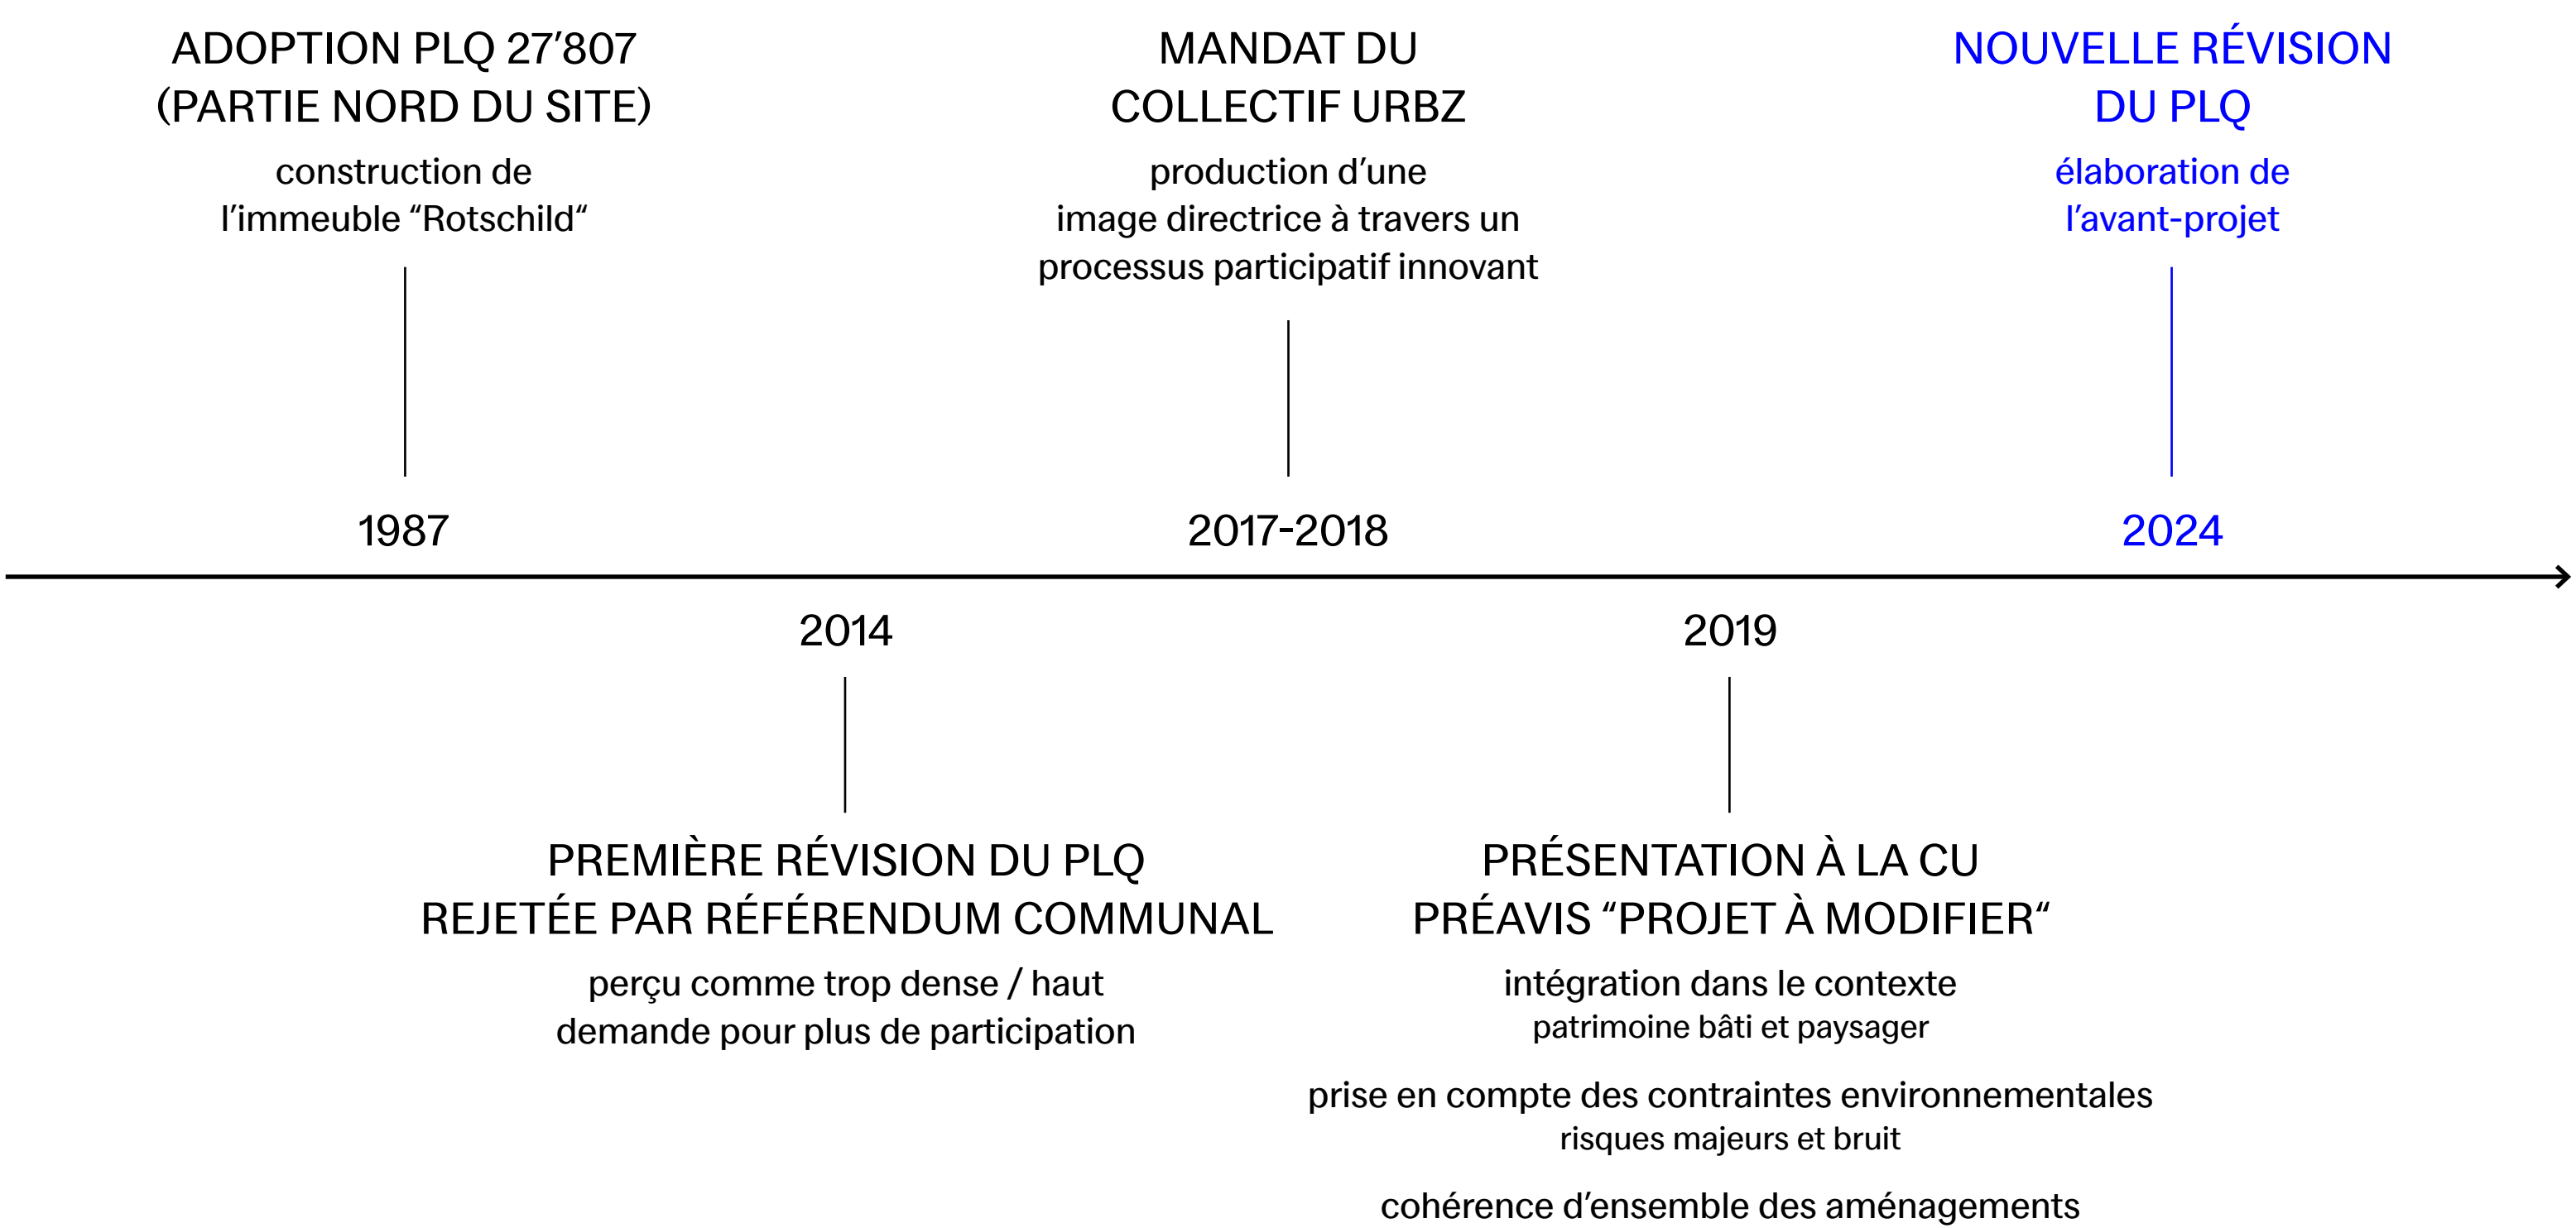 ADOPTION PLQ 27’807
(PARTIE NORD DU SITE)
construction de
l’immeuble “Rotschild“
1987
2014
PREMIÈRE RÉVISION DU PLQ
REJETÉE PAR RÉFÉRENDUM COMMUNAL
perçu comme trop dense / haut
demande pour plus de participation
MANDAT DU
COLLECTIF URBZ
production d’une
image directrice à travers un
processus participatif innovant
2017-2018
2019
PRÉSENTATION À LA CU
PRÉAVIS “PROJET À MODIFIER“
intégration dans le contexte
patrimoine bâti et paysager
prise en compte des contraintes environnementales
risques majeurs et bruit
cohérence d’ensemble des aménagements
NOUVELLE RÉVISION
DU PLQ
élaboration de
l’avant-projet
2024